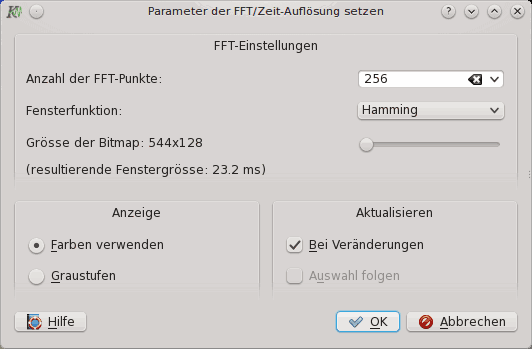 Parameter der FFT/Zeit-Auflösung setzen
FFT-Einstellungen
Anzahl der FFT-Punkte: 256
Fensterfunktion: Hamming
Grösse der Bitmap: 544x128
(resultierende Fenstergrösse: 23.2 ms)
Anzeige
Farben verwenden
Graustufen
Aktualisieren
Bei Veränderungen
Auswahl folgen
Hilfe
OK
Abbrechen